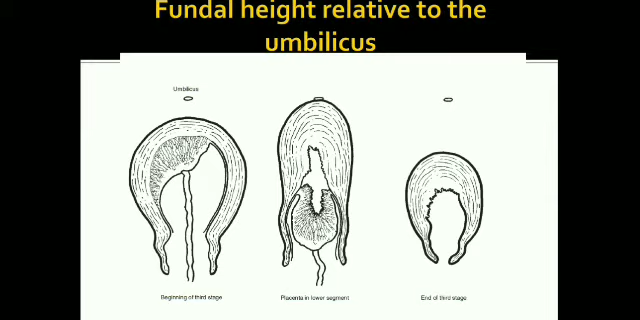 Fundal height relative to the
umbilicus
Umbilicus
Beginning of third stage
Placenta in lower segment
End of third stage